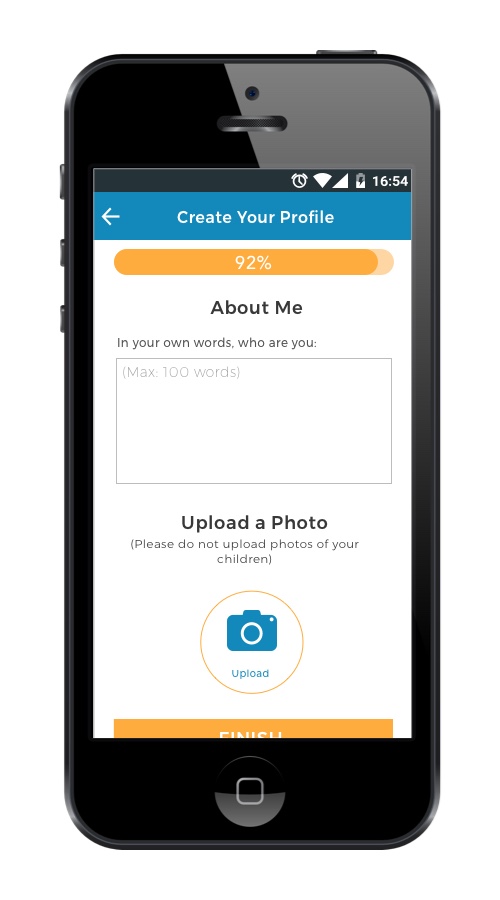 16:54
Create Your Profile
92%
About Me
In your own words, who are you:
(Max: 100 words)
Upload a Photo
(Please do not upload photos of your
children)
Upload
FINISH